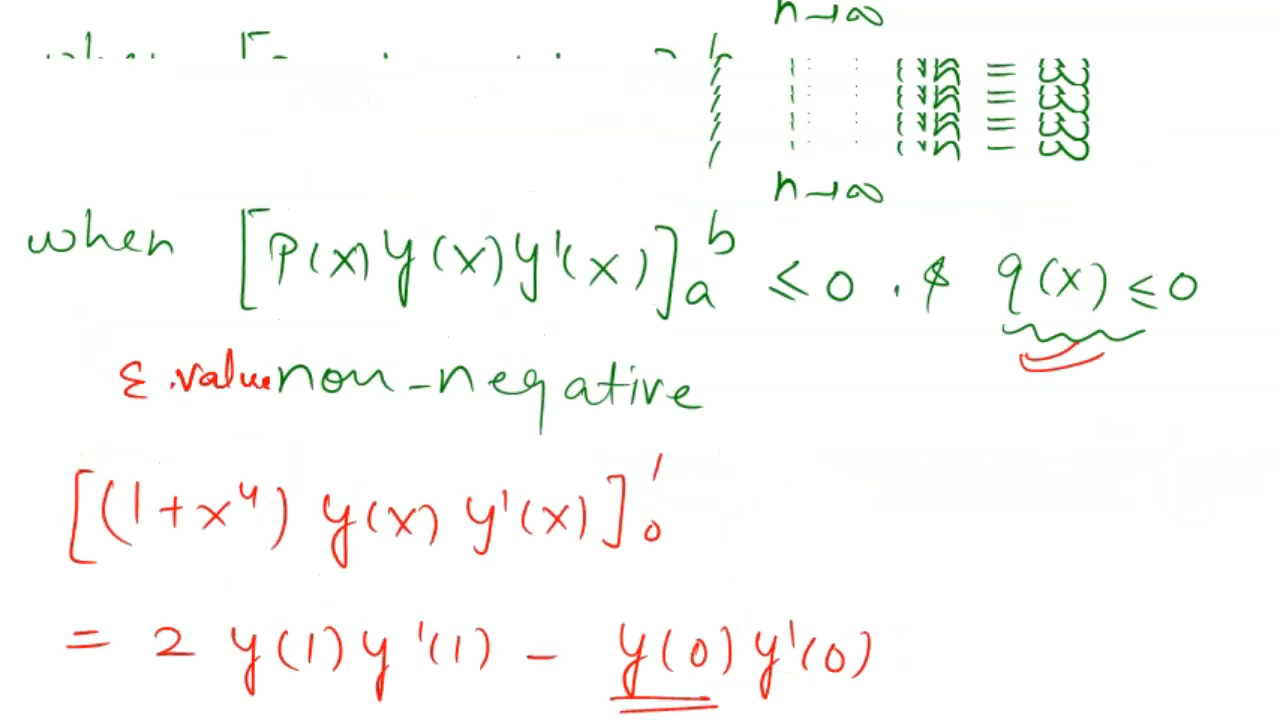 n→∞
n→∞
when [P(x) y(x) y'(x)]ₐᵇ ≤ 0 . & q(x) ≤ 0
Ɛ.value non-negative
[(1+x⁴) y(x) y'(x)]₀¹
= 2 y(1) y'(1) - y(0) y'(0)